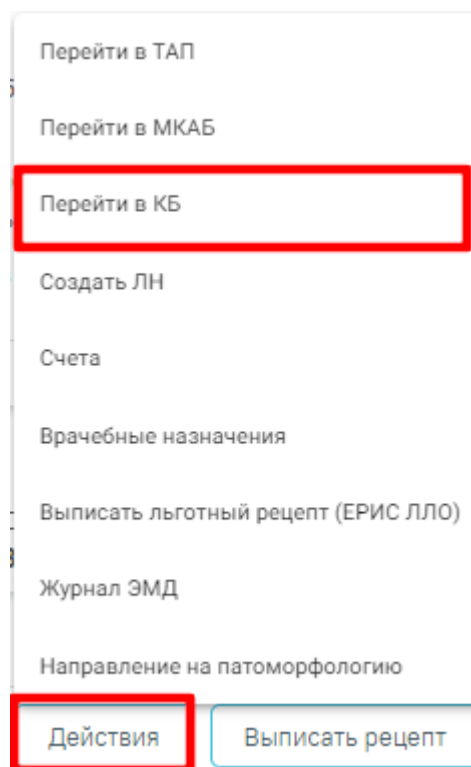 Перейти в ТАП
Перейти в МКАБ
Перейти в КБ
Создать ЛН
Счета
Врачебные назначения
Выписать льготный рецепт (ЕРИС ЛЛО)
Журнал ЭМД
Направление на патоморфологию
Действия
Выписать рецепт